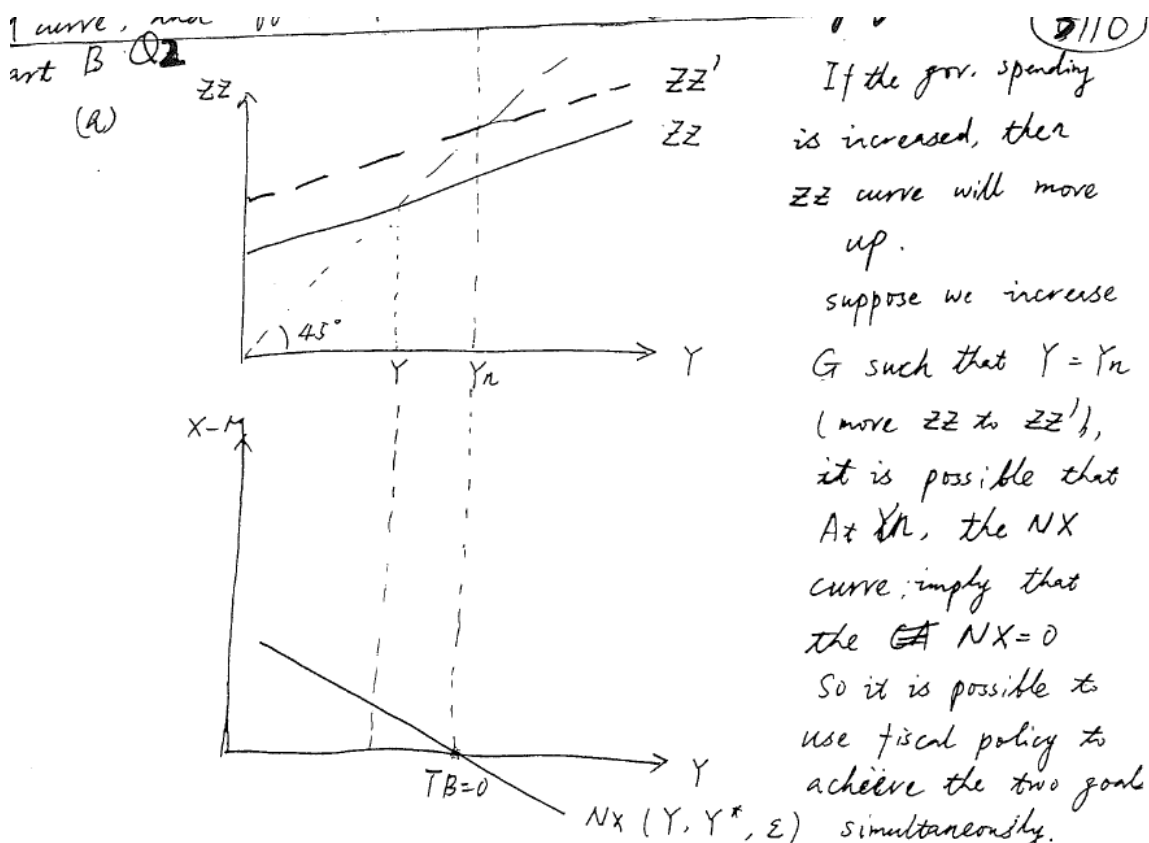 curve, and
art B Q2
5/10
(a)
ZZ
ZZ'
ZZ
45°
Y
Yn
Y
X-M
TB=0
Y
NX (Y, Y*, ε)
If the gov. spending
is increased, then
ZZ curve will move
up.
suppose we increase
G such that Y = Yn
(move ZZ to ZZ'),
it is possible that
At Yn, the NX
curve imply that
the NX=0
So it is possible to
use fiscal policy to
acheive the two goal
simultaneously.